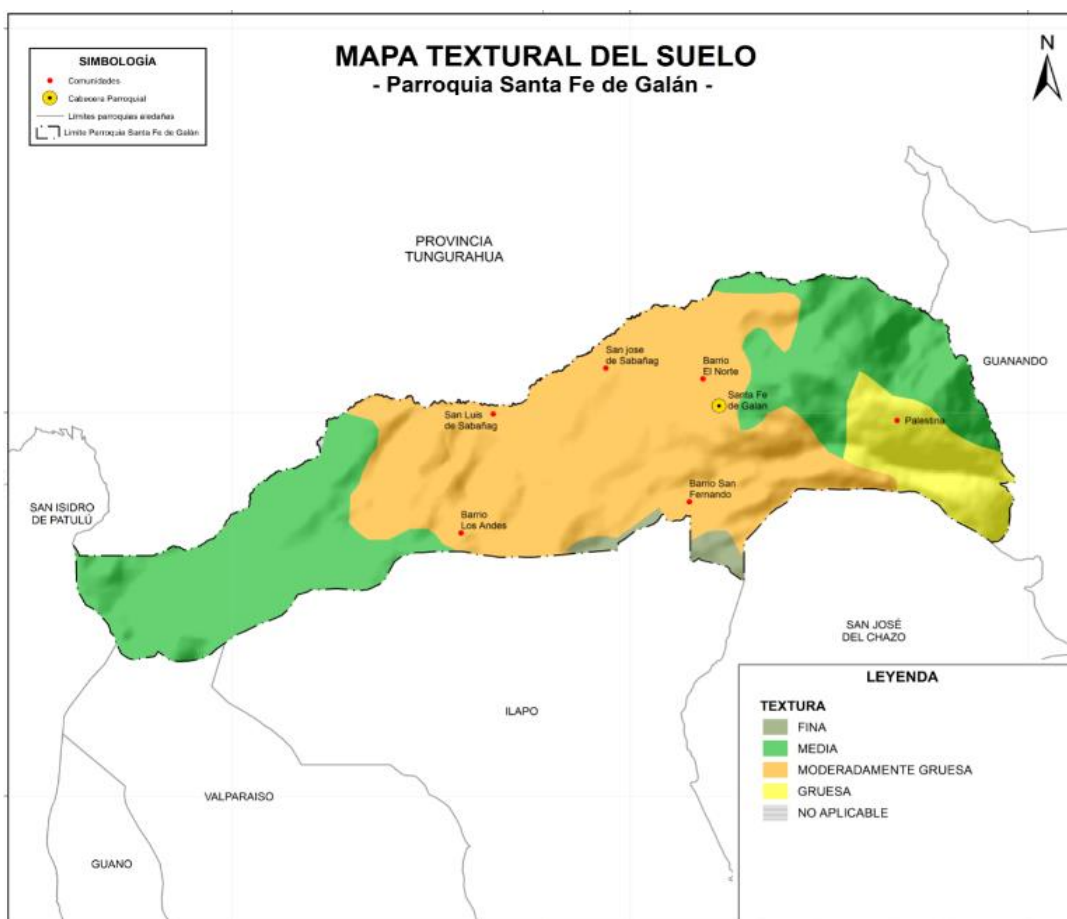 SIMBOLOGÍA
Comunidades
Cabecera Parroquial
Límites parroquias aledañas
Límite Parroquia Santa Fe de Galán
MAPA TEXTURAL DEL SUELO
- Parroquia Santa Fe de Galán -
N
PROVINCIA
TUNGURAHUA
GUANANDO
San jose
de Sabañag
Barrio
El Norte
Santa Fe
de Galan
San Luis
de Sabañag
Palestina
Barrio San
Fernando
Barrio
Los Andes
SAN ISIDRO
DE PATULÚ
SAN JOSÉ
DEL CHAZO
ILAPO
VALPARAISO
GUANO
LEYENDA
TEXTURA
FINA
MEDIA
MODERADAMENTE GRUESA
GRUESA
NO APLICABLE